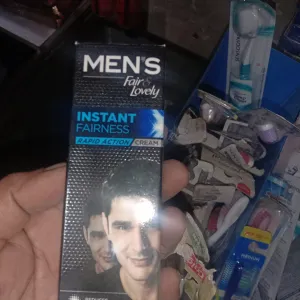 MEN'S
Fair &
Lovely
INSTANT
FAIRNESS
RAPID ACTION CREAM